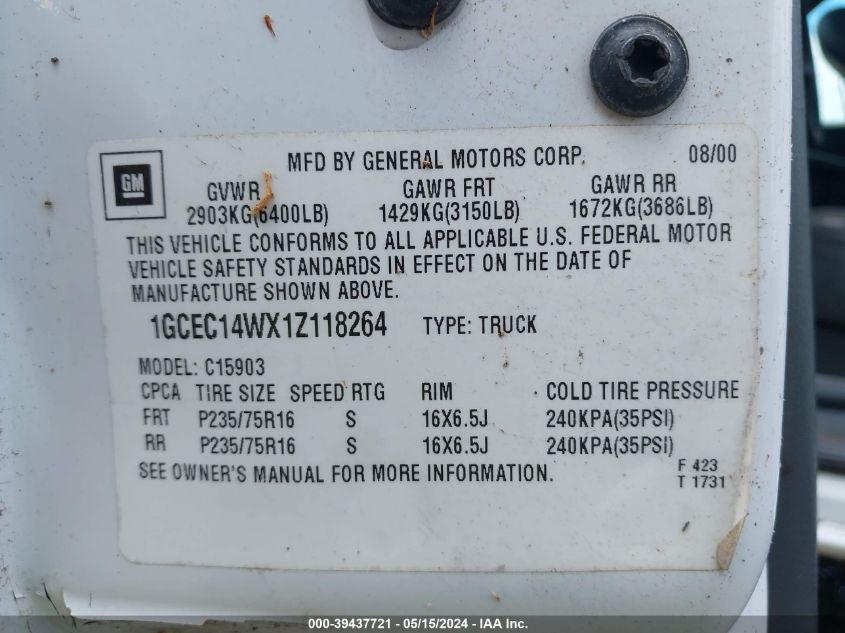 MFD BY GENERAL MOTORS CORP. 08/00
GM
GVWR GAWR FRT GAWR RR
2903KG(6400LB) 1429KG(3150LB) 1672KG(3686LB)
THIS VEHICLE CONFORMS TO ALL APPLICABLE U.S. FEDERAL MOTOR
VEHICLE SAFETY STANDARDS IN EFFECT ON THE DATE OF
MANUFACTURE SHOWN ABOVE.
1GCEC14WX1Z118264 TYPE: TRUCK
MODEL: C15903
CPCA TIRE SIZE SPEED RTG RIM COLD TIRE PRESSURE
FRT P235/75R16 S 16X6.5J 240KPA(35PSI)
RR P235/75R16 S 16X6.5J 240KPA(35PSI)
SEE OWNER'S MANUAL FOR MORE INFORMATION.
F 423
T 1731
000-39437721 - 05/15/2024 - IAA Inc.